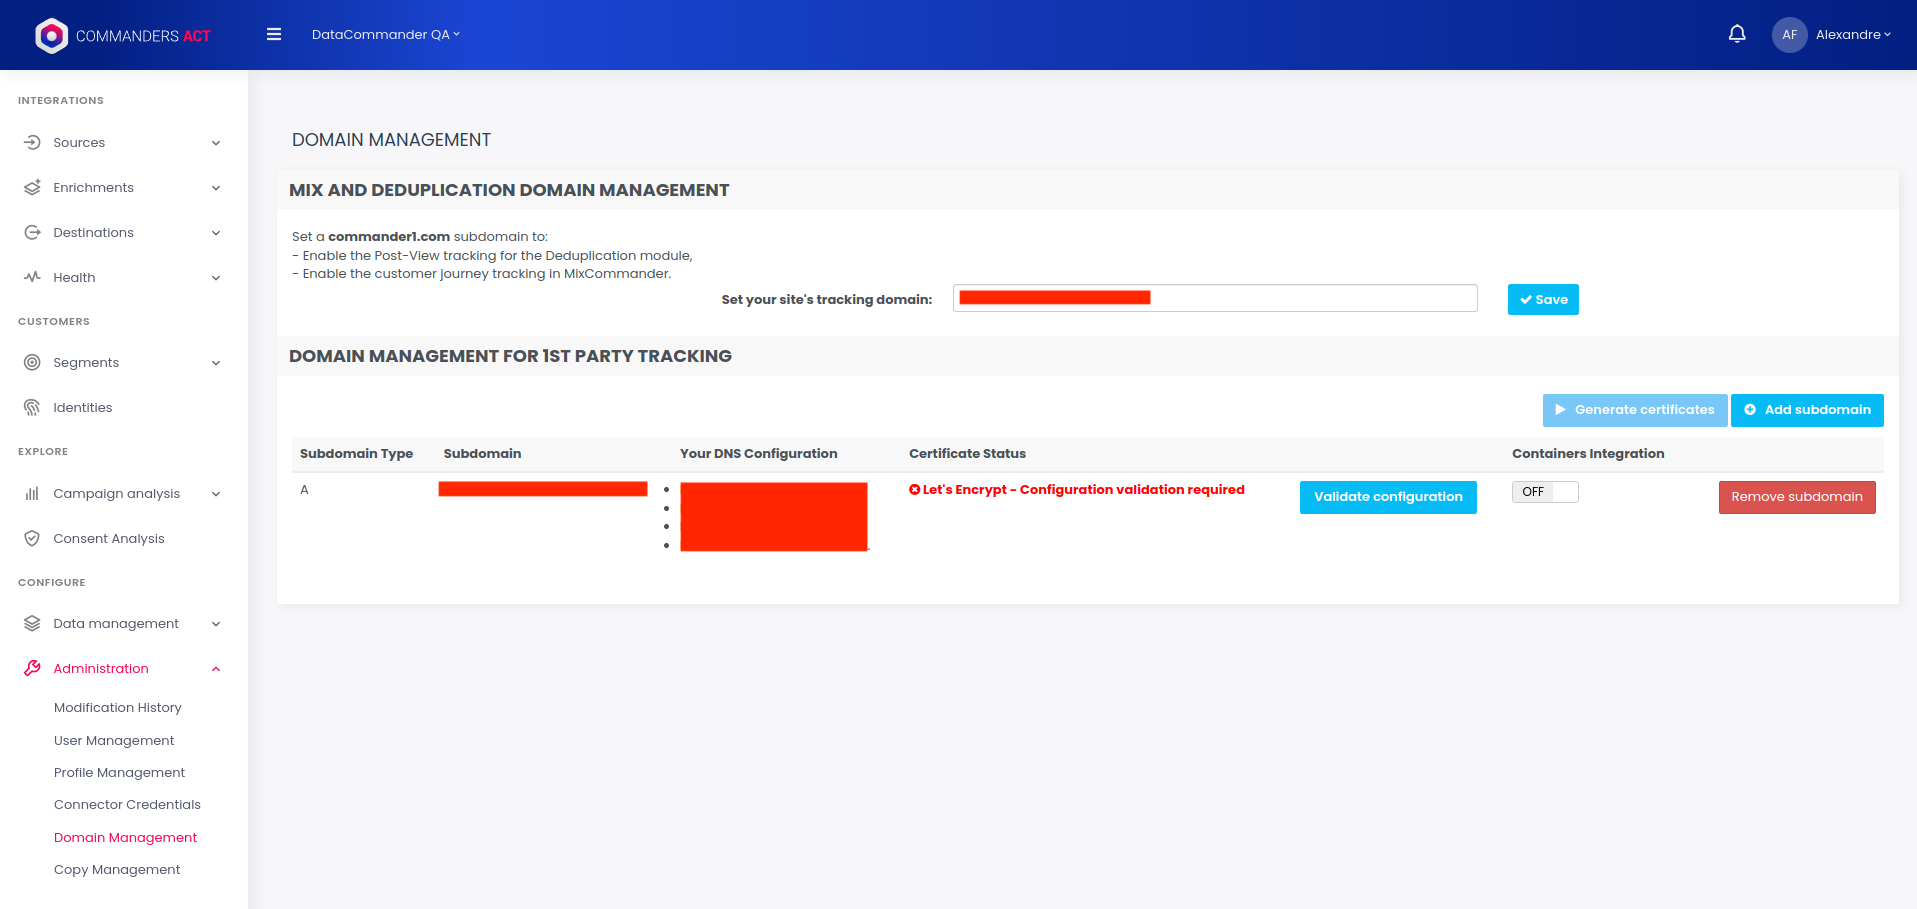 COMMANDERS ACT
DataCommander QA
AF
Alexandre
INTEGRATIONS
Sources
Enrichments
Destinations
Health
CUSTOMERS
Segments
Identities
EXPLORE
Campaign analysis
Consent Analysis
CONFIGURE
Data management
Administration
Modification History
User Management
Profile Management
Connector Credentials
Domain Management
Copy Management
DOMAIN MANAGEMENT
MIX AND DEDUPLICATION DOMAIN MANAGEMENT
Set a commander1.com subdomain to:
- Enable the Post-View tracking for the Deduplication module,
- Enable the customer journey tracking in MixCommander.
Set your site's tracking domain:
Save
DOMAIN MANAGEMENT FOR 1ST PARTY TRACKING
Generate certificates
Add subdomain
Subdomain Type Subdomain Your DNS Configuration Certificate Status Containers Integration
A
Let's Encrypt - Configuration validation required
Validate configuration
OFF
Remove subdomain